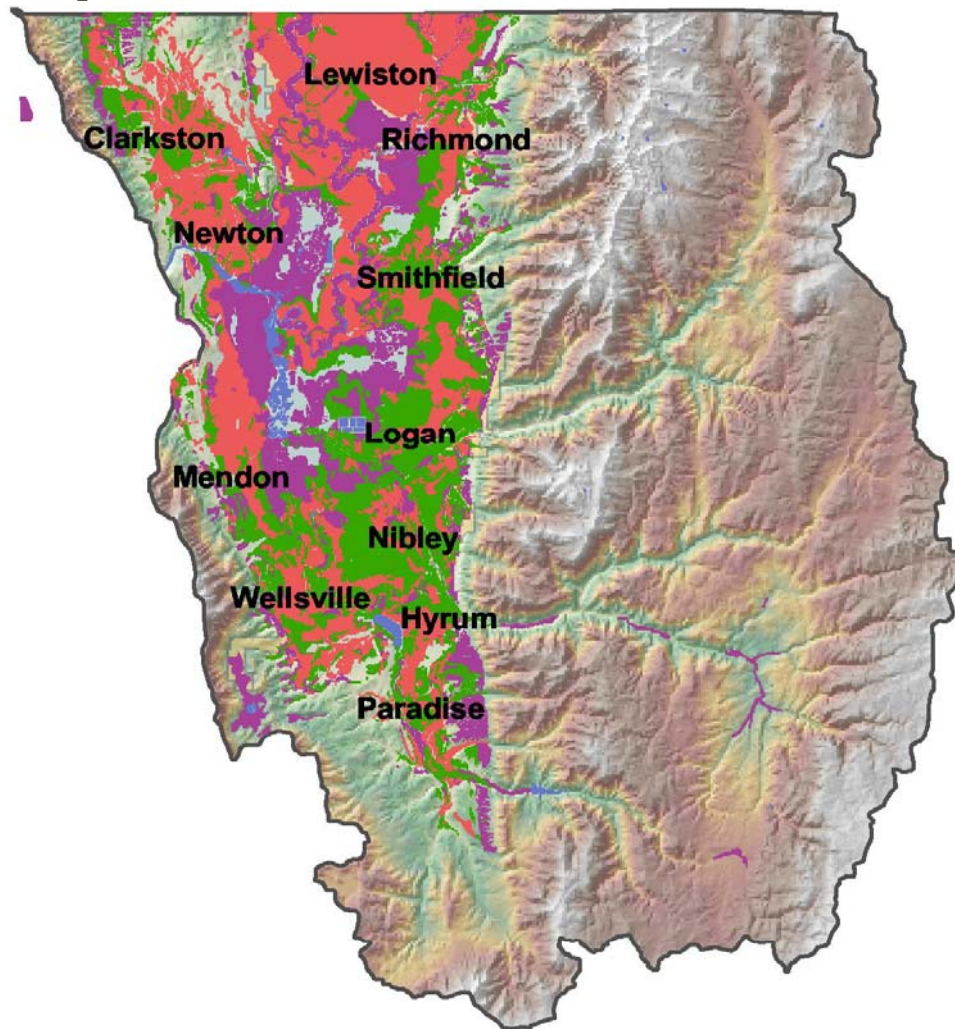 Lewiston
Clarkston
Richmond
Newton
Smithfield
Logan
Mendon
Nibley
Wellsville
Hyrum
Paradise